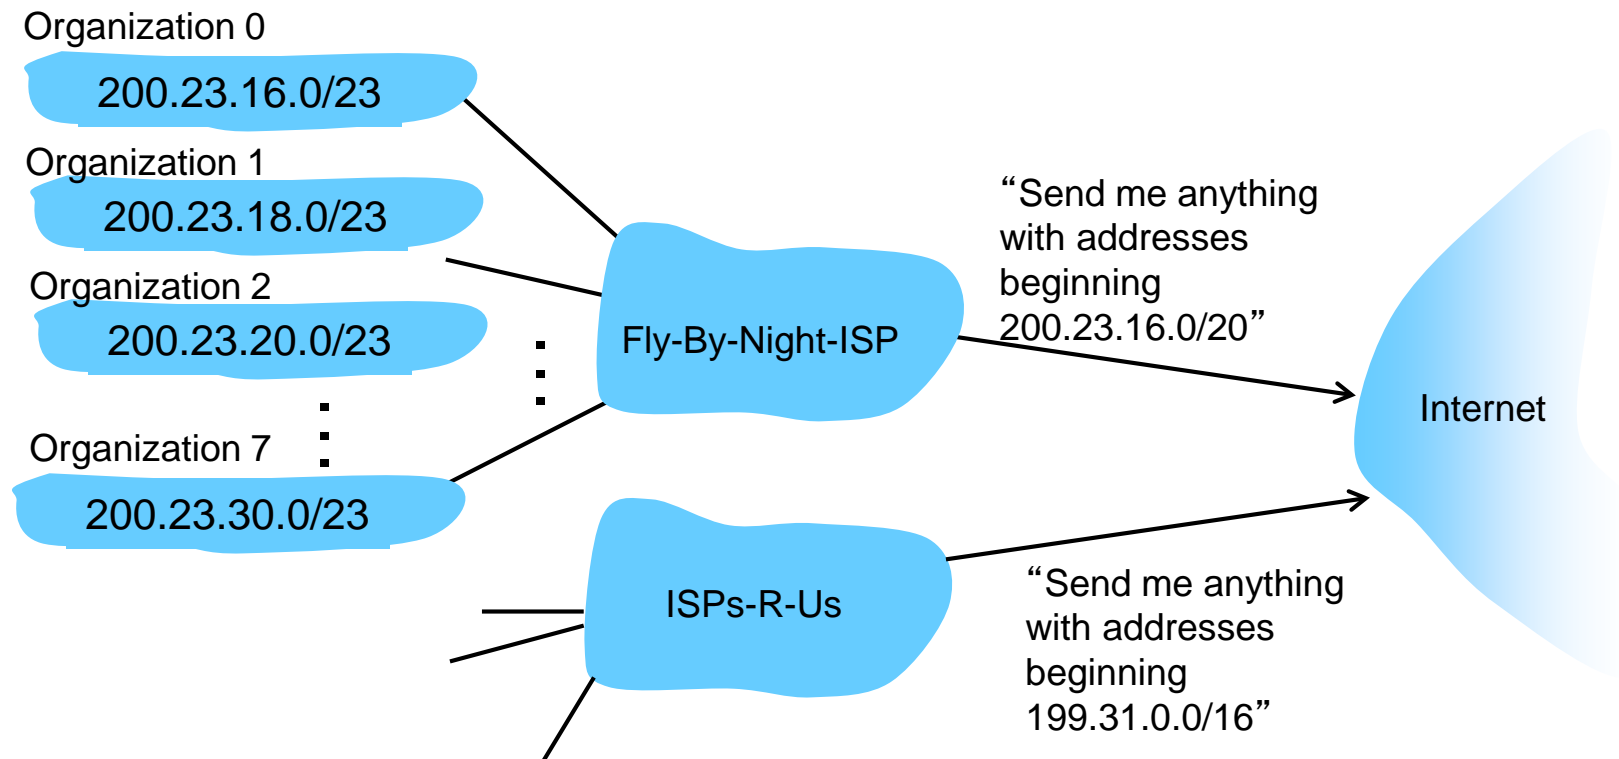 Organization 0
200.23.16.0/23
Organization 1
200.23.18.0/23
Organization 2
200.23.20.0/23
Organization 7
200.23.30.0/23
Fly-By-Night-ISP
“Send me anything
with addresses
beginning
200.23.16.0/20”
Internet
ISPs-R-Us
“Send me anything
with addresses
beginning
199.31.0.0/16”